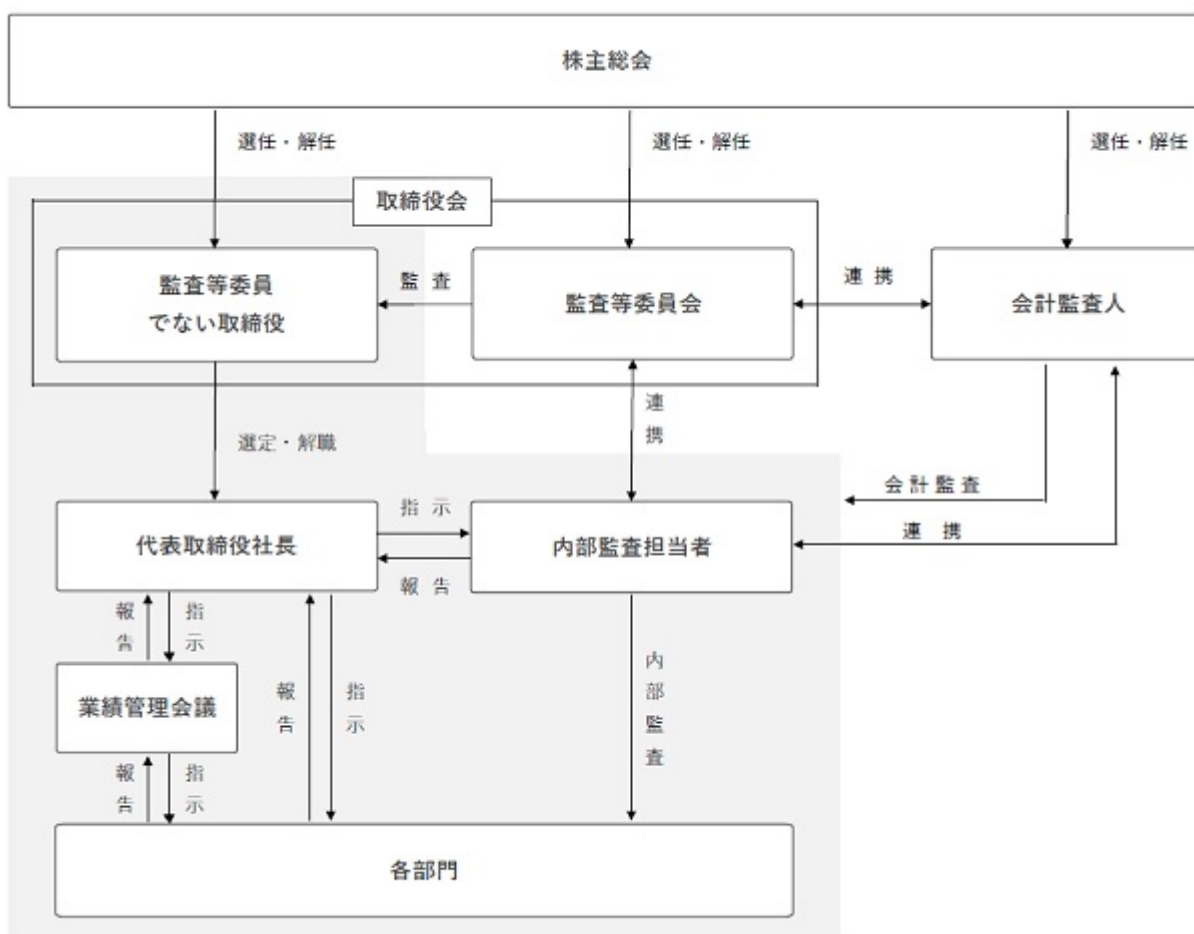 株主総会
選任・解任
選任・解任
選任・解任
取締役会
監査等委員
でない取締役
監査
監査等委員会
連携
会計監査人
選定・解職
連携
会計監査
連携
代表取締役社長
指示
報告
内部監査担当者
報告
指示
業績管理会議
報告
指示
報告
指示
内部監査
各部門